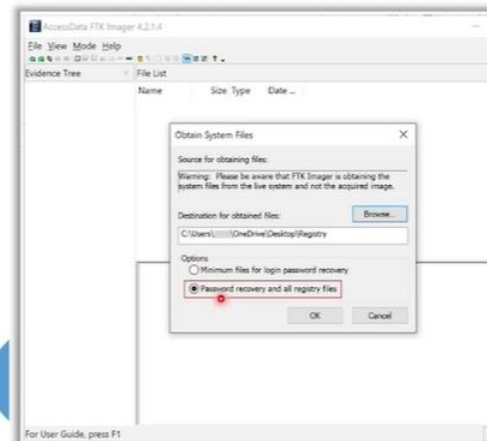 AccessData FTK Imager 4.2.1.4
File View Mode Help
Evidence Tree
File List
Name Size Type Date ...
Obtain System Files
Source for obtaining files:
Warning: Please be aware that FTK Imager is obtaining the
system files from the live system and not the acquired image.
Destination for obtained files:
Browse...
C:\Users\ \OneDrive\Desktop\Registry
Options
Minimum files for login password recovery
Password recovery and all registry files
OK Cancel
For User Guide, press F1